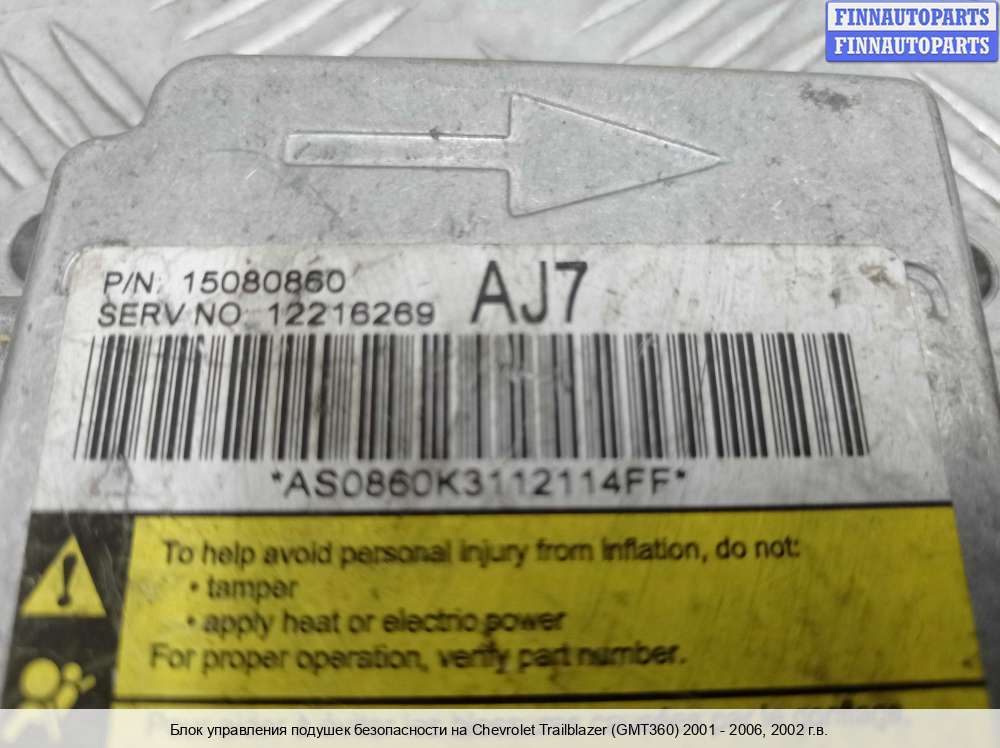 FINNAUTOPARTS
FINNAUTOPARTS
P/N: 15080860
AJ7
SERV NO: 12216269
*AS0860K3112114FF*
To help avoid personal injury from inflation, do not:
• tamper
• apply heat or electric power
For proper operation, verify part number.
Блок управления подушек безопасности на Chevrolet Trailblazer (GMT360) 2001 - 2006, 2002 г.в.